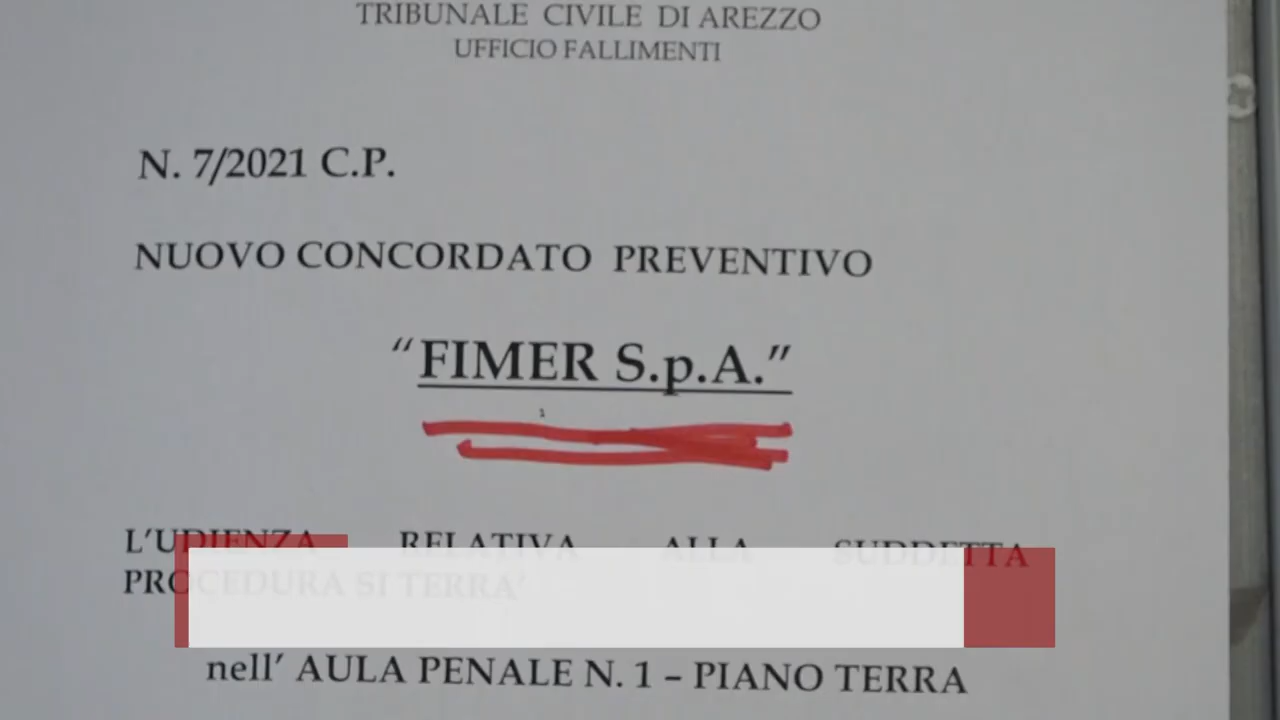 TRIBUNALE CIVILE DI AREZZO
UFFICIO FALLIMENTI
N. 7/2021 C.P.
NUOVO CONCORDATO PREVENTIVO
“FIMER S.p.A.”
L’UDIENZA RELATIVA ALLA SUDDETTA
PROCEDURA SI TERRA’
nell’ AULA PENALE N. 1 – PIANO TERRA